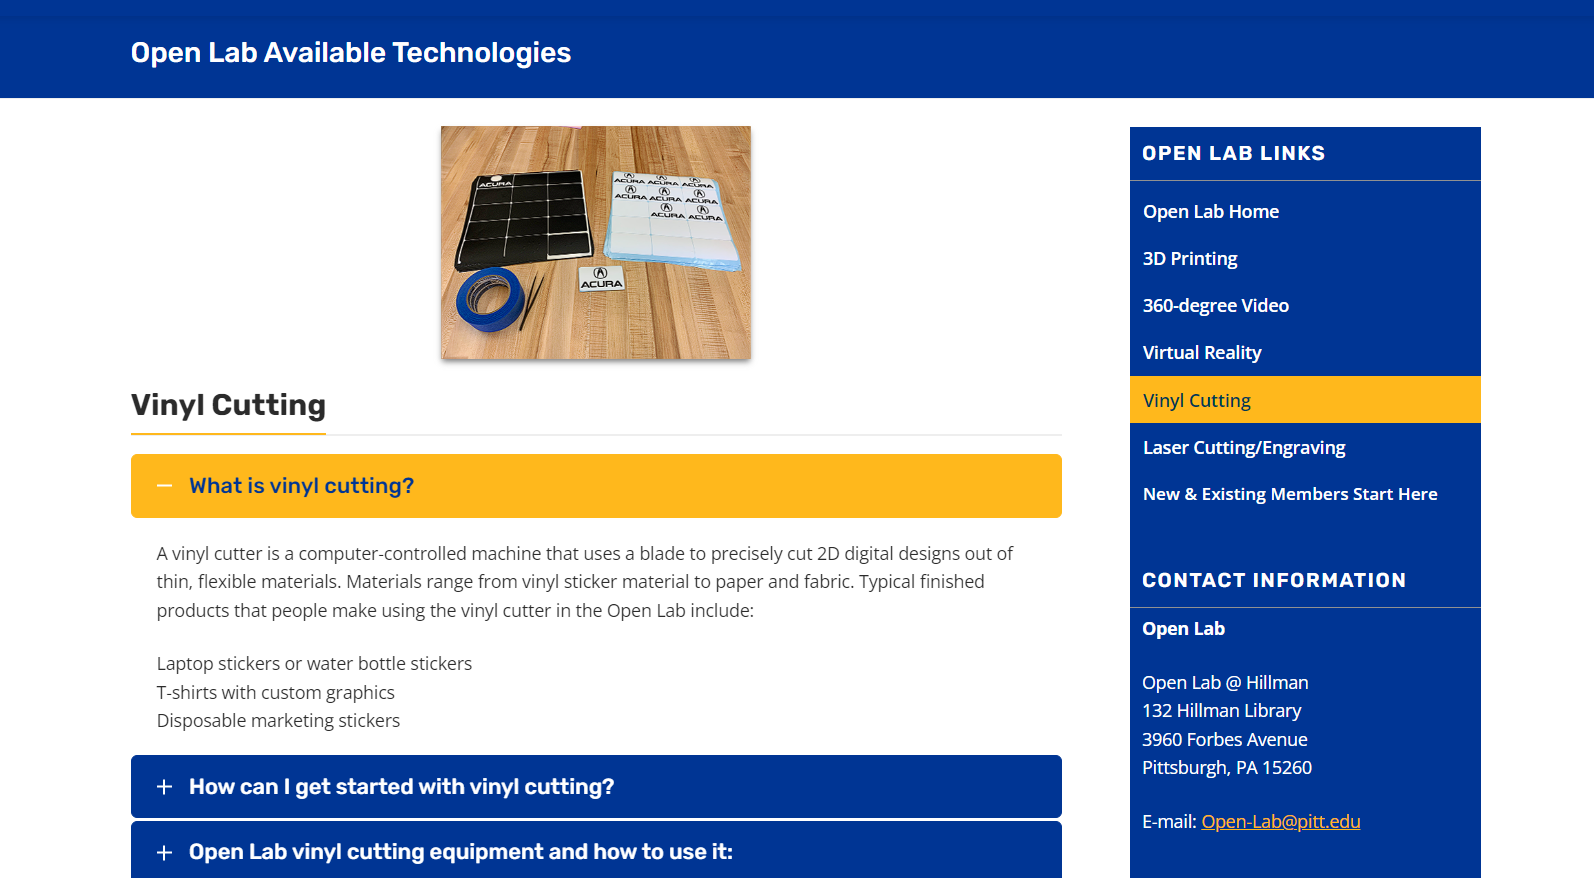 Open Lab Available Technologies
ACURA
ACURA ACURA ACURA
ACURA ACURA ACURA
ACURA ACURA
ACURA
Vinyl Cutting
What is vinyl cutting?
A vinyl cutter is a computer-controlled machine that uses a blade to precisely cut 2D digital designs out of
thin, flexible materials. Materials range from vinyl sticker material to paper and fabric. Typical finished
products that people make using the vinyl cutter in the Open Lab include:
Laptop stickers or water bottle stickers
T-shirts with custom graphics
Disposable marketing stickers
How can I get started with vinyl cutting?
Open Lab vinyl cutting equipment and how to use it:
OPEN LAB LINKS
Open Lab Home
3D Printing
360-degree Video
Virtual Reality
Vinyl Cutting
Laser Cutting/Engraving
New & Existing Members Start Here
CONTACT INFORMATION
Open Lab
Open Lab @ Hillman
132 Hillman Library
3960 Forbes Avenue
Pittsburgh, PA 15260
E-mail: Open-Lab@pitt.edu